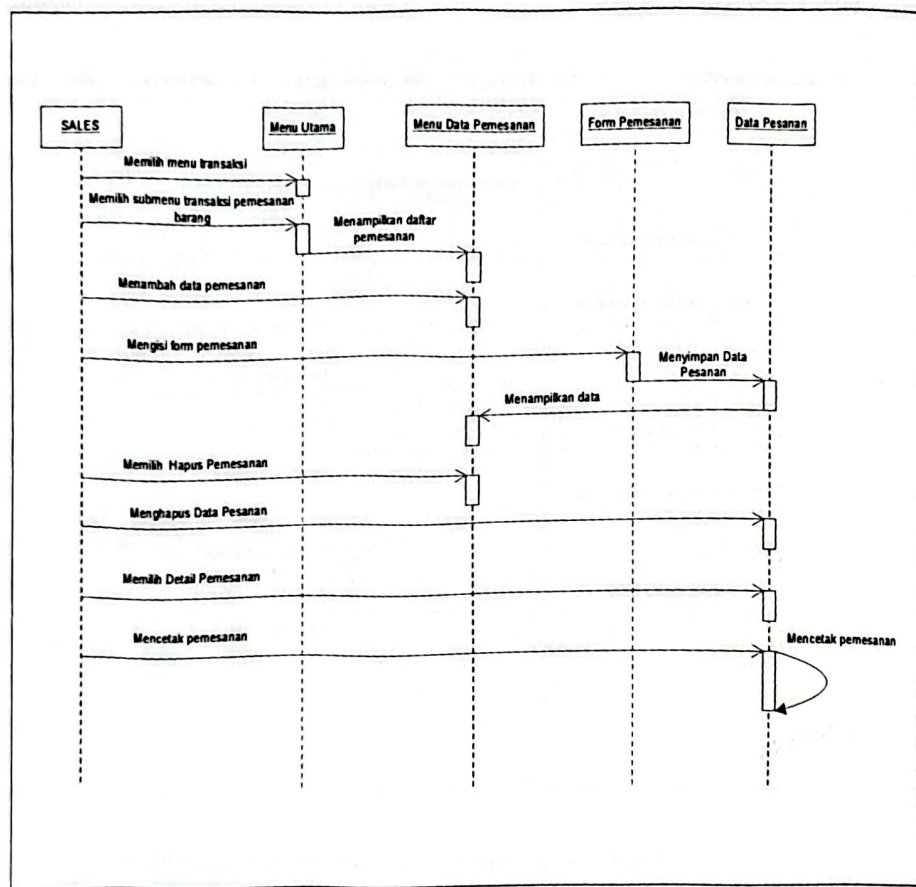 SALES
Menu Utama
Menu Data Pemesanan
Form Pemesanan
Data Pesanan
Memilih menu transaksi
Memilih submenu transaksi pemesanan
barang
Menampilkan daftar
pemesanan
Menambah data pemesanan
Mengisi form pemesanan
Menyimpan Data
Pesanan
Menampilkan data
Memilih Hapus Pemesanan
Menghapus Data Pesanan
Memilih Detail Pemesanan
Mencetak pemesanan
Mencetak pemesanan